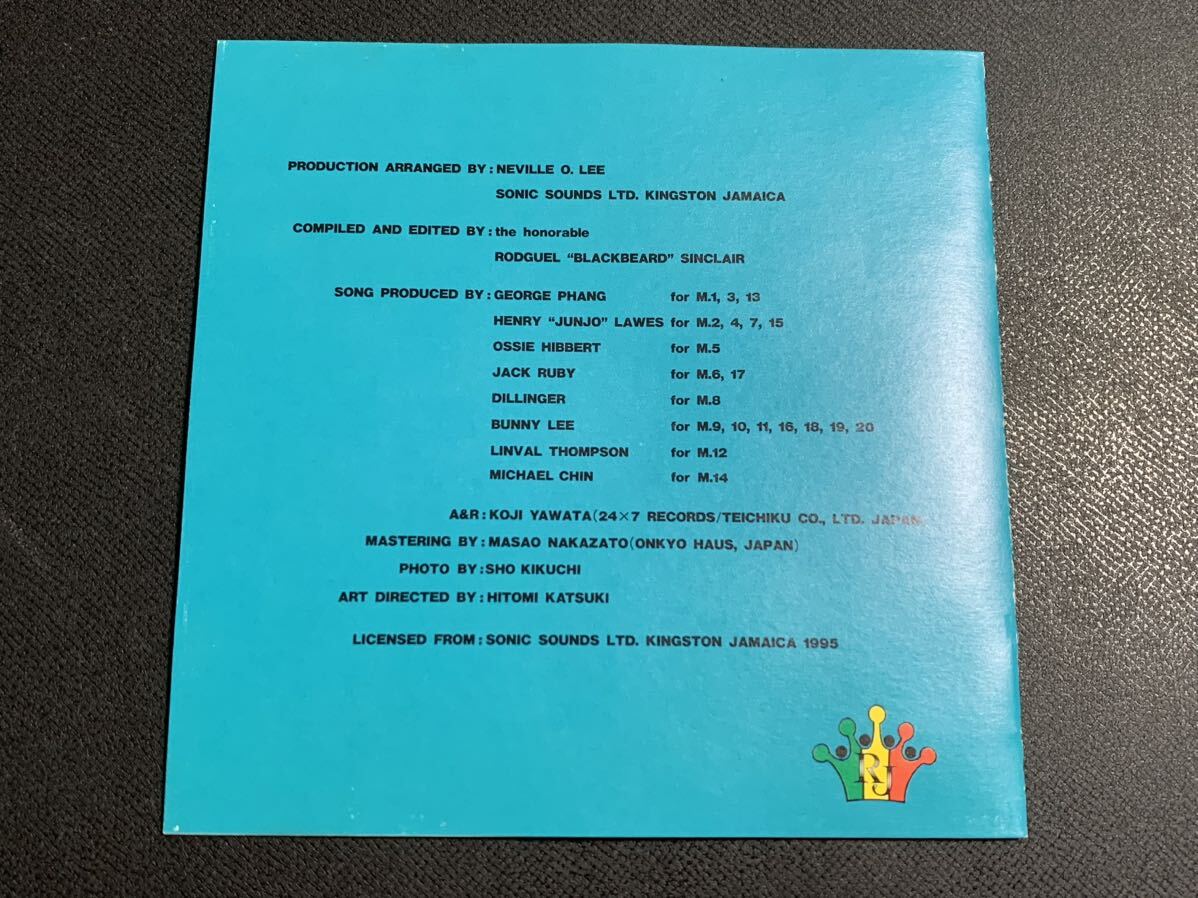 PRODUCTION ARRANGED BY : NEVILLE O. LEE
SONIC SOUNDS LTD. KINGSTON JAMAICA
COMPILED AND EDITED BY : the honorable
RODGUEL "BLACKBEARD" SINCLAIR
SONG PRODUCED BY : GEORGE PHANG for M.1, 3, 13
HENRY "JUNJO" LAWES for M.2, 4, 7, 15
OSSIE HIBBERT for M.5
JACK RUBY for M.6, 17
DILLINGER for M.8
BUNNY LEE for M.9, 10, 11, 16, 18, 19, 20
LINVAL THOMPSON for M.12
MICHAEL CHIN for M.14
A&R : KOJI YAWATA(24×7 RECORDS/TEICHIKU CO., LTD. JAPAN)
MASTERING BY : MASAO NAKAZATO(ONKYO HAUS, JAPAN)
PHOTO BY : SHO KIKUCHI
ART DIRECTED BY : HITOMI KATSUKI
LICENSED FROM : SONIC SOUNDS LTD. KINGSTON JAMAICA 1995
RJ